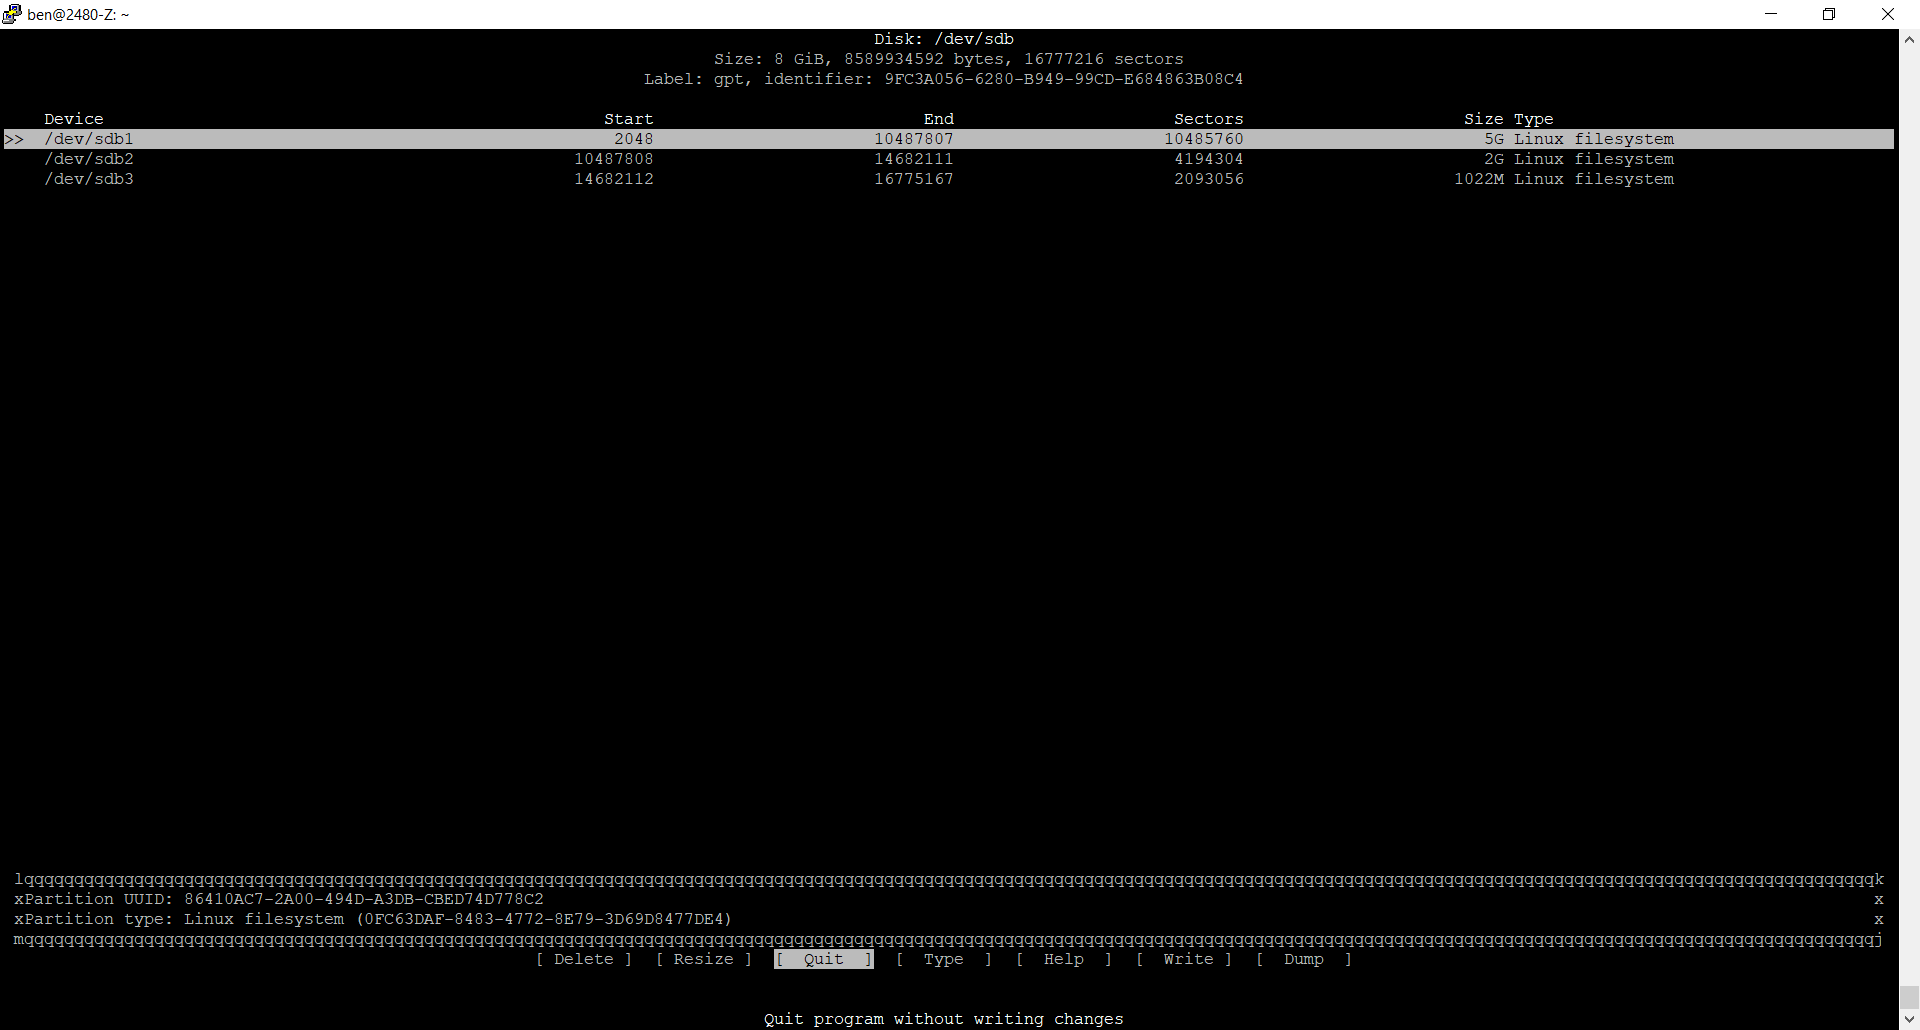 ben@2480-Z: ~
Disk: /dev/sdb
Size: 8 GiB, 8589934592 bytes, 16777216 sectors
Label: gpt, identifier: 9FC3A056-6280-B949-99CD-E684863B08C4
Device Start End Sectors Size Type
>> /dev/sdb1 2048 10487807 10485760 5G Linux filesystem
/dev/sdb2 10487808 14682111 4194304 2G Linux filesystem
/dev/sdb3 14682112 16775167 2093056 1022M Linux filesystem
lqqqqqqqqqqqqqqqqqqqqqqqqqqqqqqqqqqqqqqqqqqqqqqqqqqqqqqqqqqqqqqqqqqqqqqqqqqqqqqqqqqqqqqqqqqqqqqqqqqqqqqqqqqqqqqqqqqqqqqqqqqqqqqqqqqqqqqqqqqqqqqqqqqqqqqqqqqqqqqqqqqqqqqqqqqqqqqqqqqqqqqqqqqqqk
xPartition UUID: 86410AC7-2A00-494D-A3DB-CBED74D778C2 x
xPartition type: Linux filesystem (0FC63DAF-8483-4772-8E79-3D69D8477DE4) x
mqqqqqqqqqqqqqqqqqqqqqqqqqqqqqqqqqqqqqqqqqqqqqqqqqqqqqqqqqqqqqqqqqqqqqqqqqqqqqqqqqqqqqqqqqqqqqqqqqqqqqqqqqqqqqqqqqqqqqqqqqqqqqqqqqqqqqqqqqqqqqqqqqqqqqqqqqqqqqqqqqqqqqqqqqqqqqqqqqqqqqqqqqqqj
[ Delete ] [ Resize ] [ Quit ] [ Type ] [ Help ] [ Write ] [ Dump ]
Quit program without writing changes